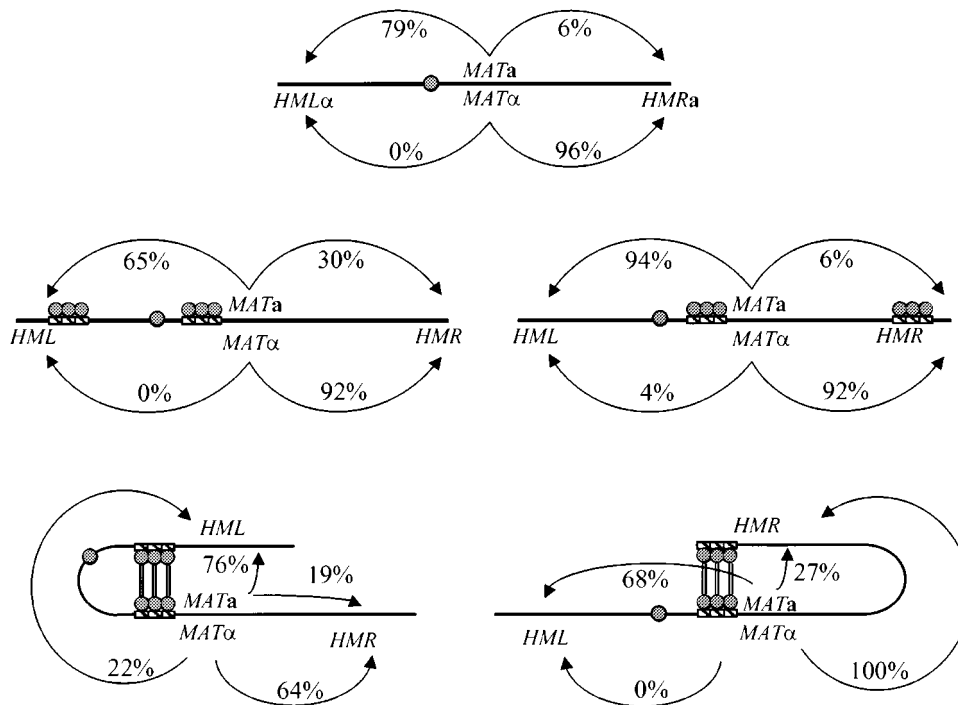 79% 6%
MATa
HMLα MATα HMRa
0% 96%
65% 30%
MATa
HML MATα HMR
0% 92%
94% 6%
MATa
HML MATα HMR
4% 92%
HML
76% 19%
MATa
MATα HMR
22% 64%
HMR
68% 27%
MATa
HML MATα
0% 100%